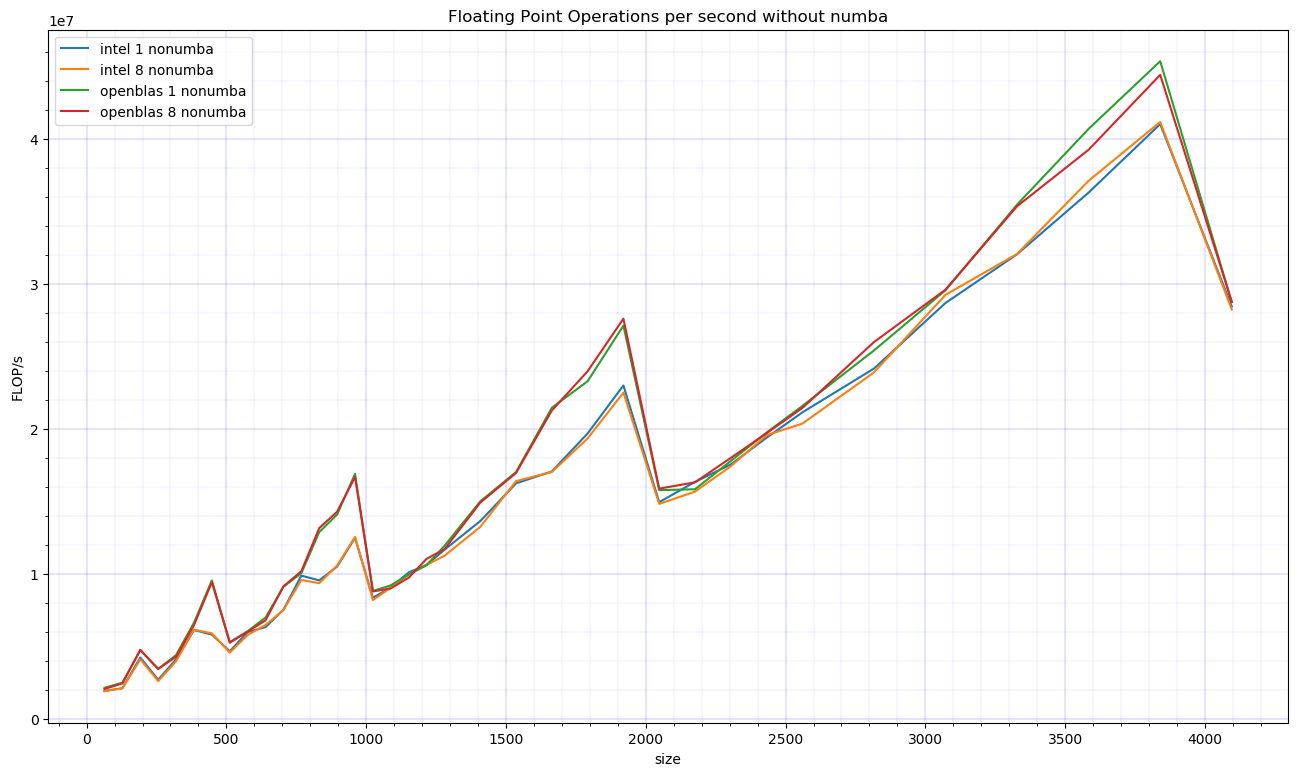 Floating Point Operations per second without numba
1e7
intel 1 nonumba
intel 8 nonumba
openblas 1 nonumba
openblas 8 nonumba
4
3
2
1
0
FLOP/s
0 500 1000 1500 2000 2500 3000 3500 4000
size